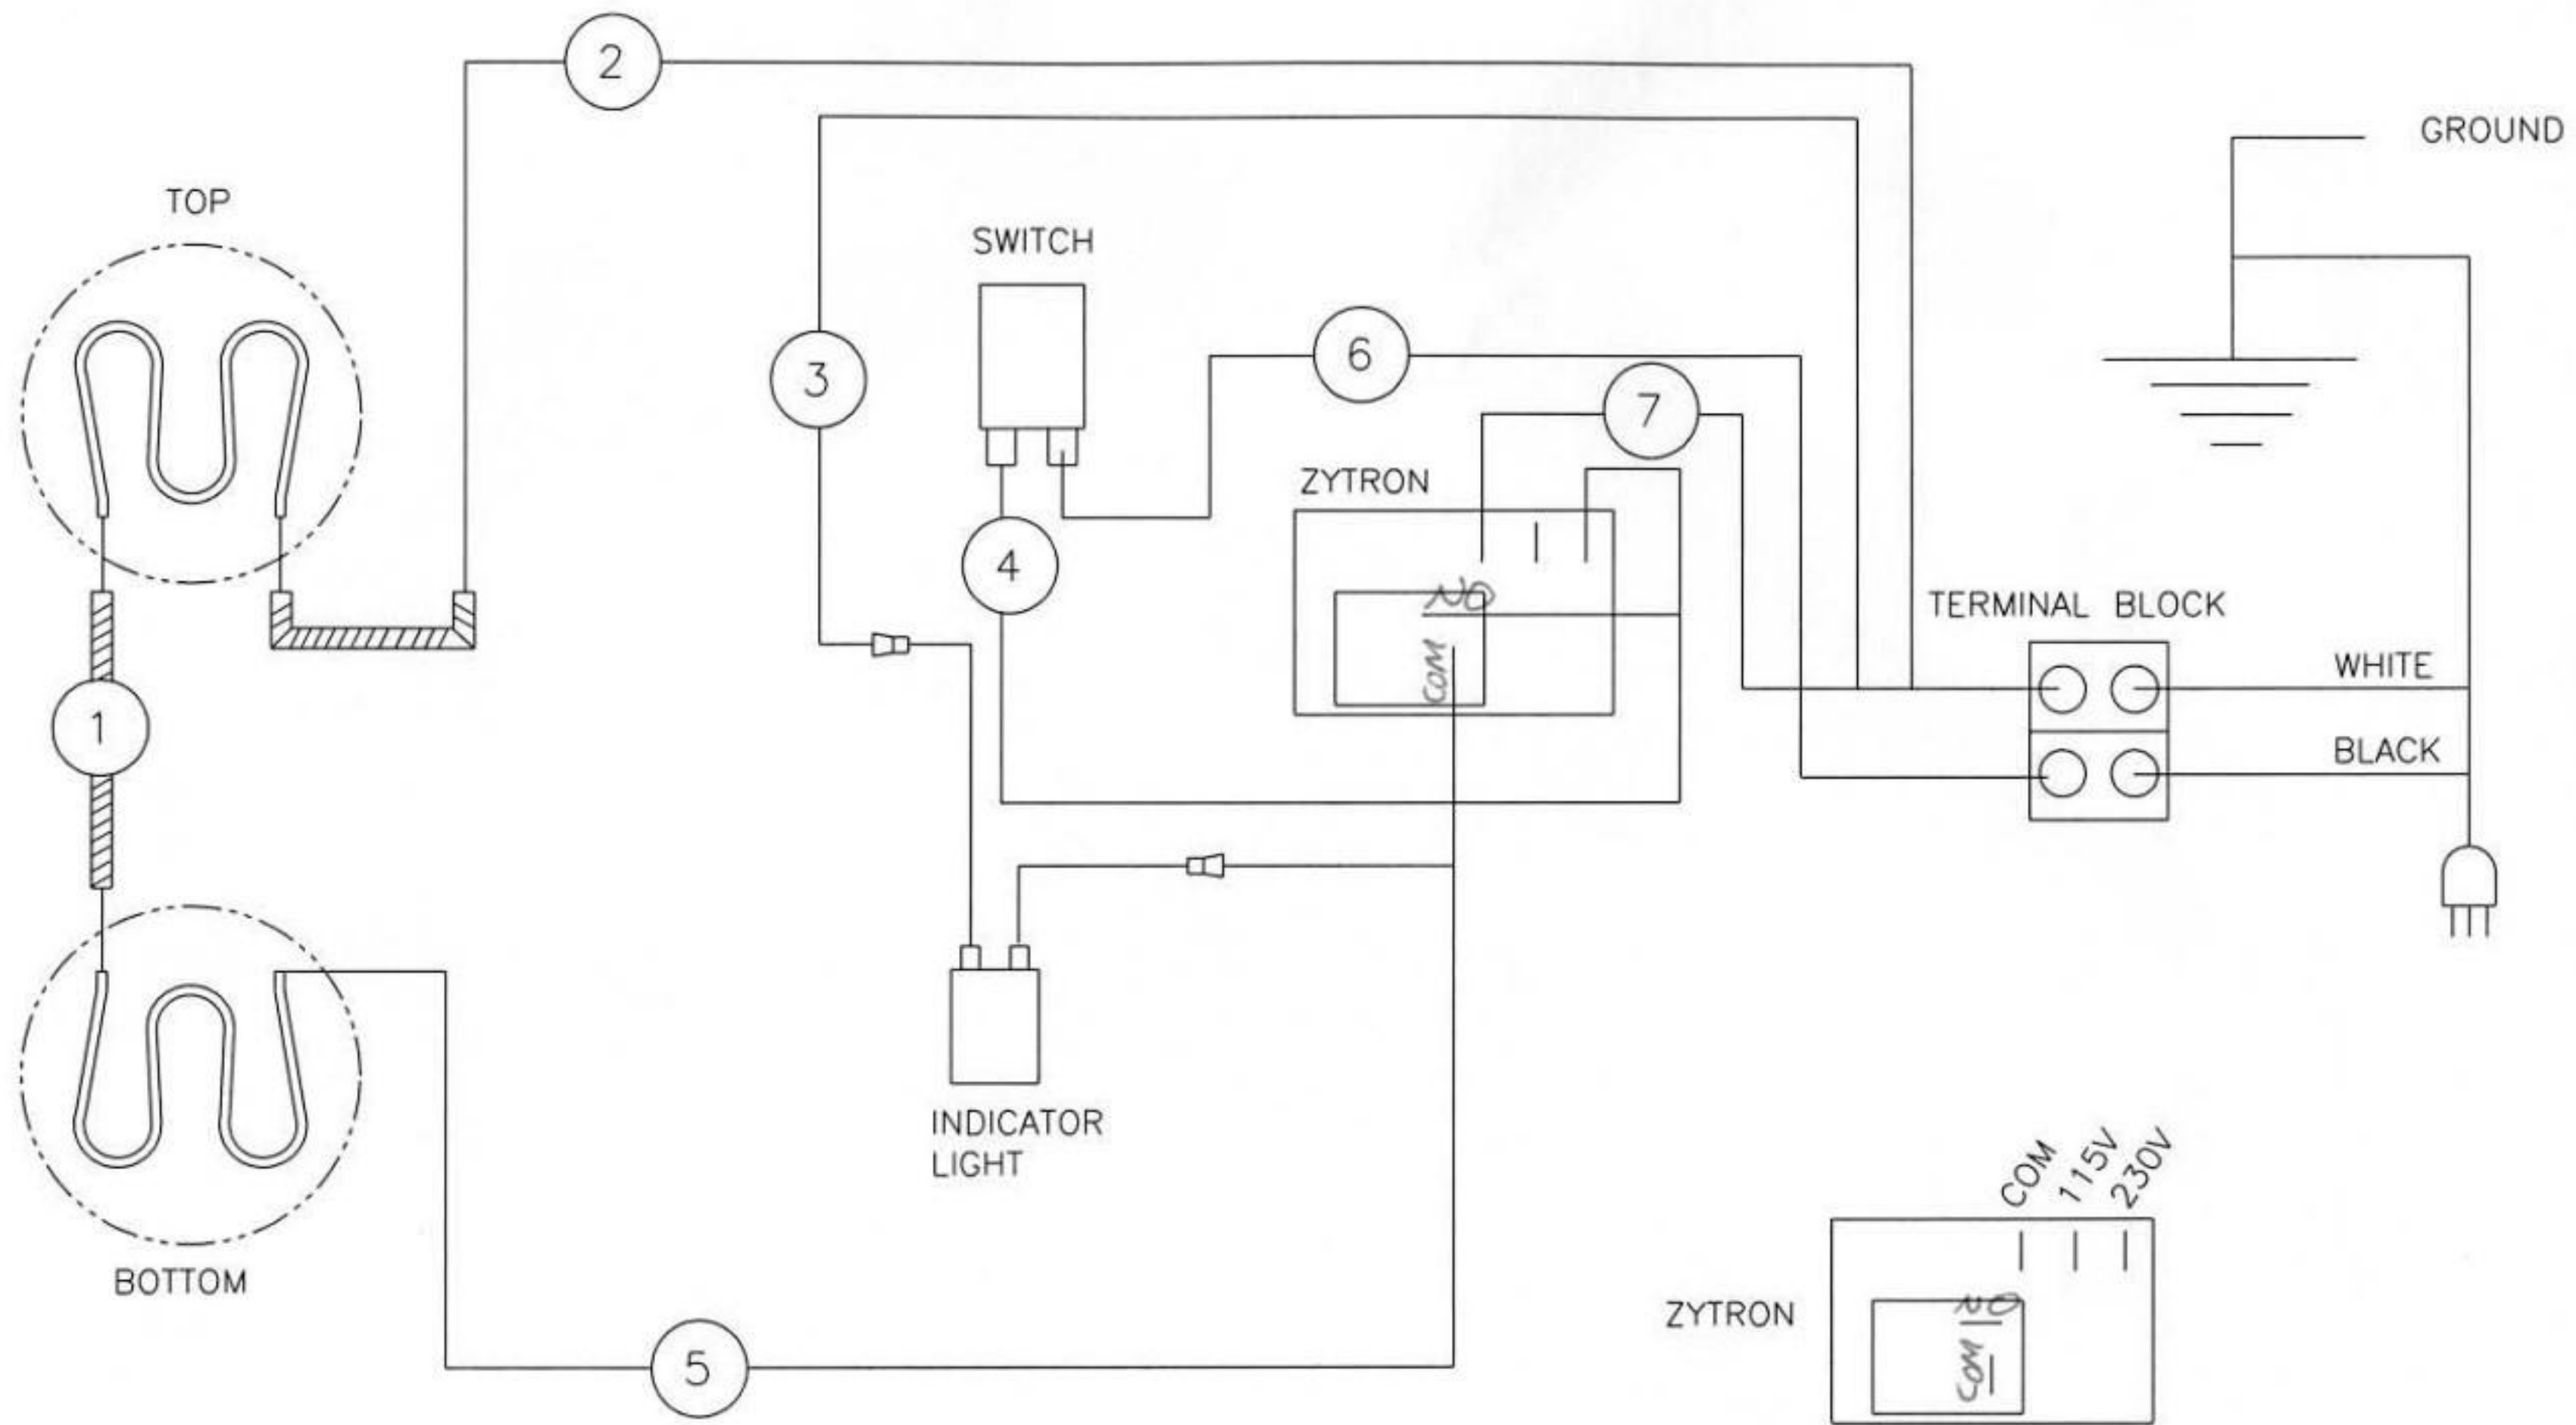 2
GROUND
TOP
SWITCH
6
3
7
ZYTRON
4
NO
TERMINAL BLOCK
COM
WHITE
1
BLACK
INDICATOR
LIGHT
COM 115V 230V
BOTTOM
ZYTRON
NO
COM
5